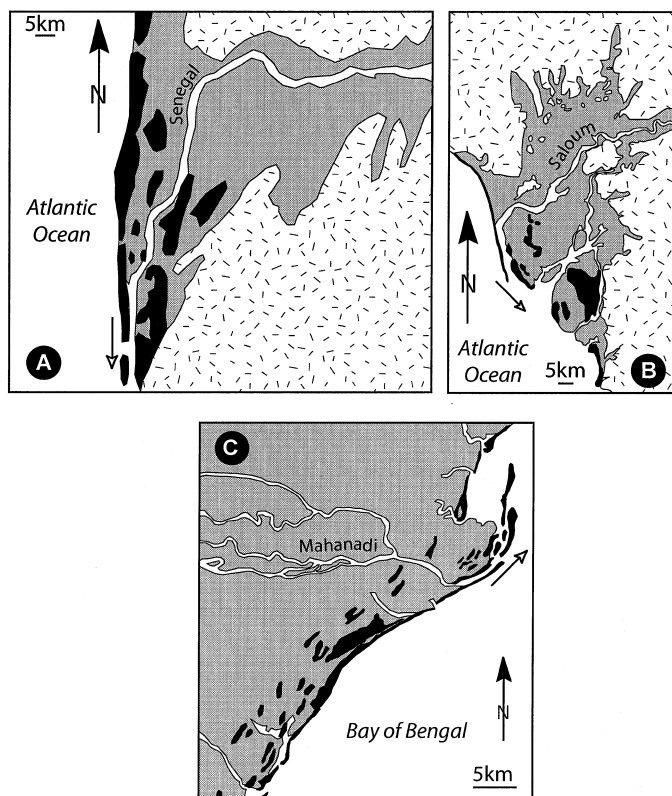 5km
N
Senegal
Atlantic
Ocean
A
Saloum
N
Atlantic
Ocean
5km
B
C
Mahanadi
N
Bay of Bengal
5km